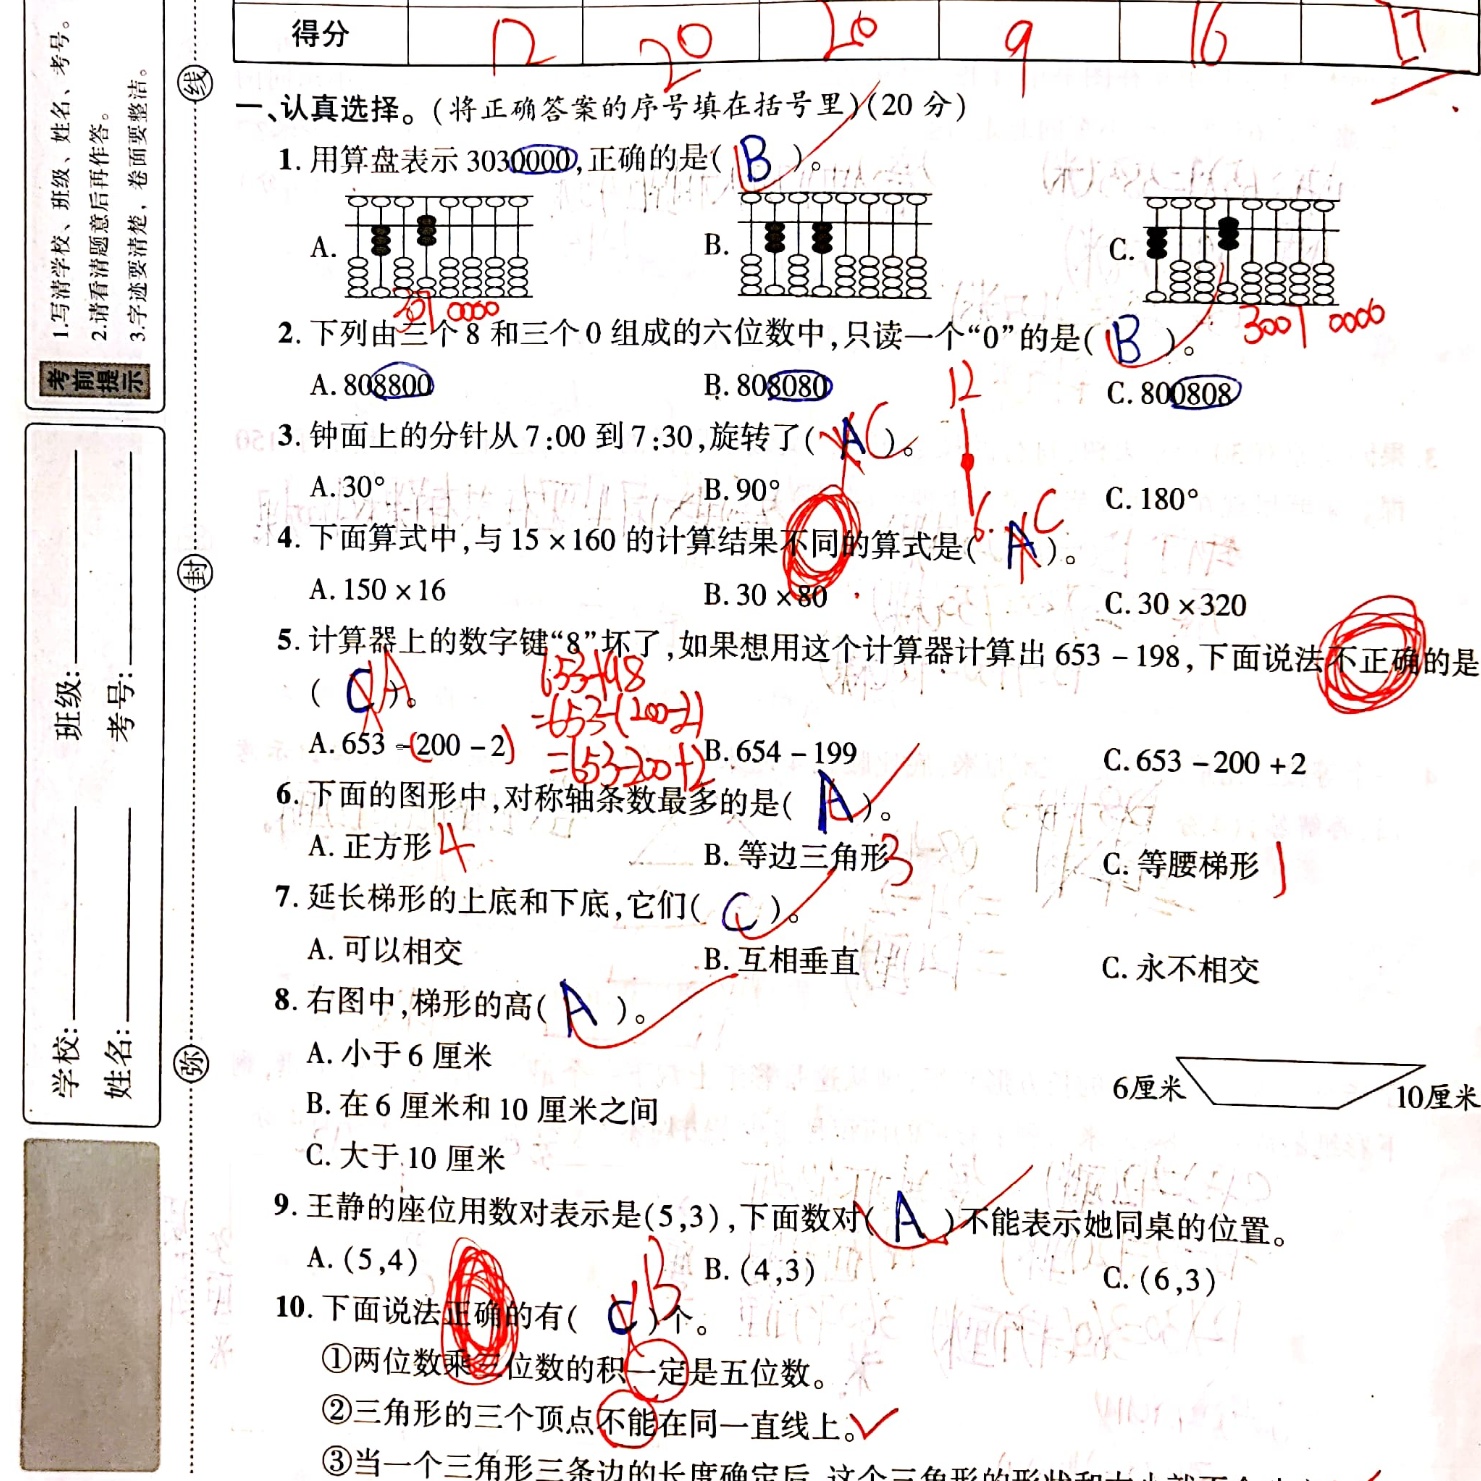 得分 12 20 20 9 16 17
一、认真选择。(将正确答案的序号填在括号里)(20 分)
1. 用算盘表示 3030000,正确的是( B )。
A. B. C.
301 0000 3001 0000
2. 下列由三个 8 和三个 0 组成的六位数中,只读一个“0”的是( B )。
A. 808800 B. 808080 C. 800808
12
3. 钟面上的分针从 7:00 到 7:30,旋转了( A C )。
A.30° B.90° C.180°
6
4. 下面算式中,与 15 × 160 的计算结果不同的算式是( A C )。
A. 150 × 16 B. 30 × 80 C. 30 × 320
5. 计算器上的数字键“8”坏了,如果想用这个计算器计算出 653 - 198,下面说法不正确的是
( C A )。
653-198
=653-(200-2)
=653-200+2
A. 653 - (200 - 2) B. 654 - 199 C. 653 - 200 + 2
6. 下面的图形中,对称轴条数最多的是( A )。
A. 正方形 4 B. 等边三角形 3 C. 等腰梯形 1
7. 延长梯形的上底和下底,它们( C )。
A. 可以相交 B. 互相垂直 C. 永不相交
8. 右图中,梯形的高( A )。
A. 小于 6 厘米
6厘米 10厘米
B. 在 6 厘米和 10 厘米之间
C. 大于 10 厘米
9. 王静的座位用数对表示是(5,3),下面数对( A )不能表示她同桌的位置。
A. (5,4) B. (4,3) C. (6,3)
10. 下面说法正确的有( C B )个。
①两位数乘三位数的积一定是五位数。
②三角形的三个顶点不能在同一直线上。
③当一个三角形三条边的长度确定后,这个三角形的形状和大小就
考前提示
1.写清学校、班级、姓名、考号。
2.请看清题意后再作答。
3.字迹要清楚,卷面要整洁。
学校: 班级:
姓名: 考号:
线
封
弥